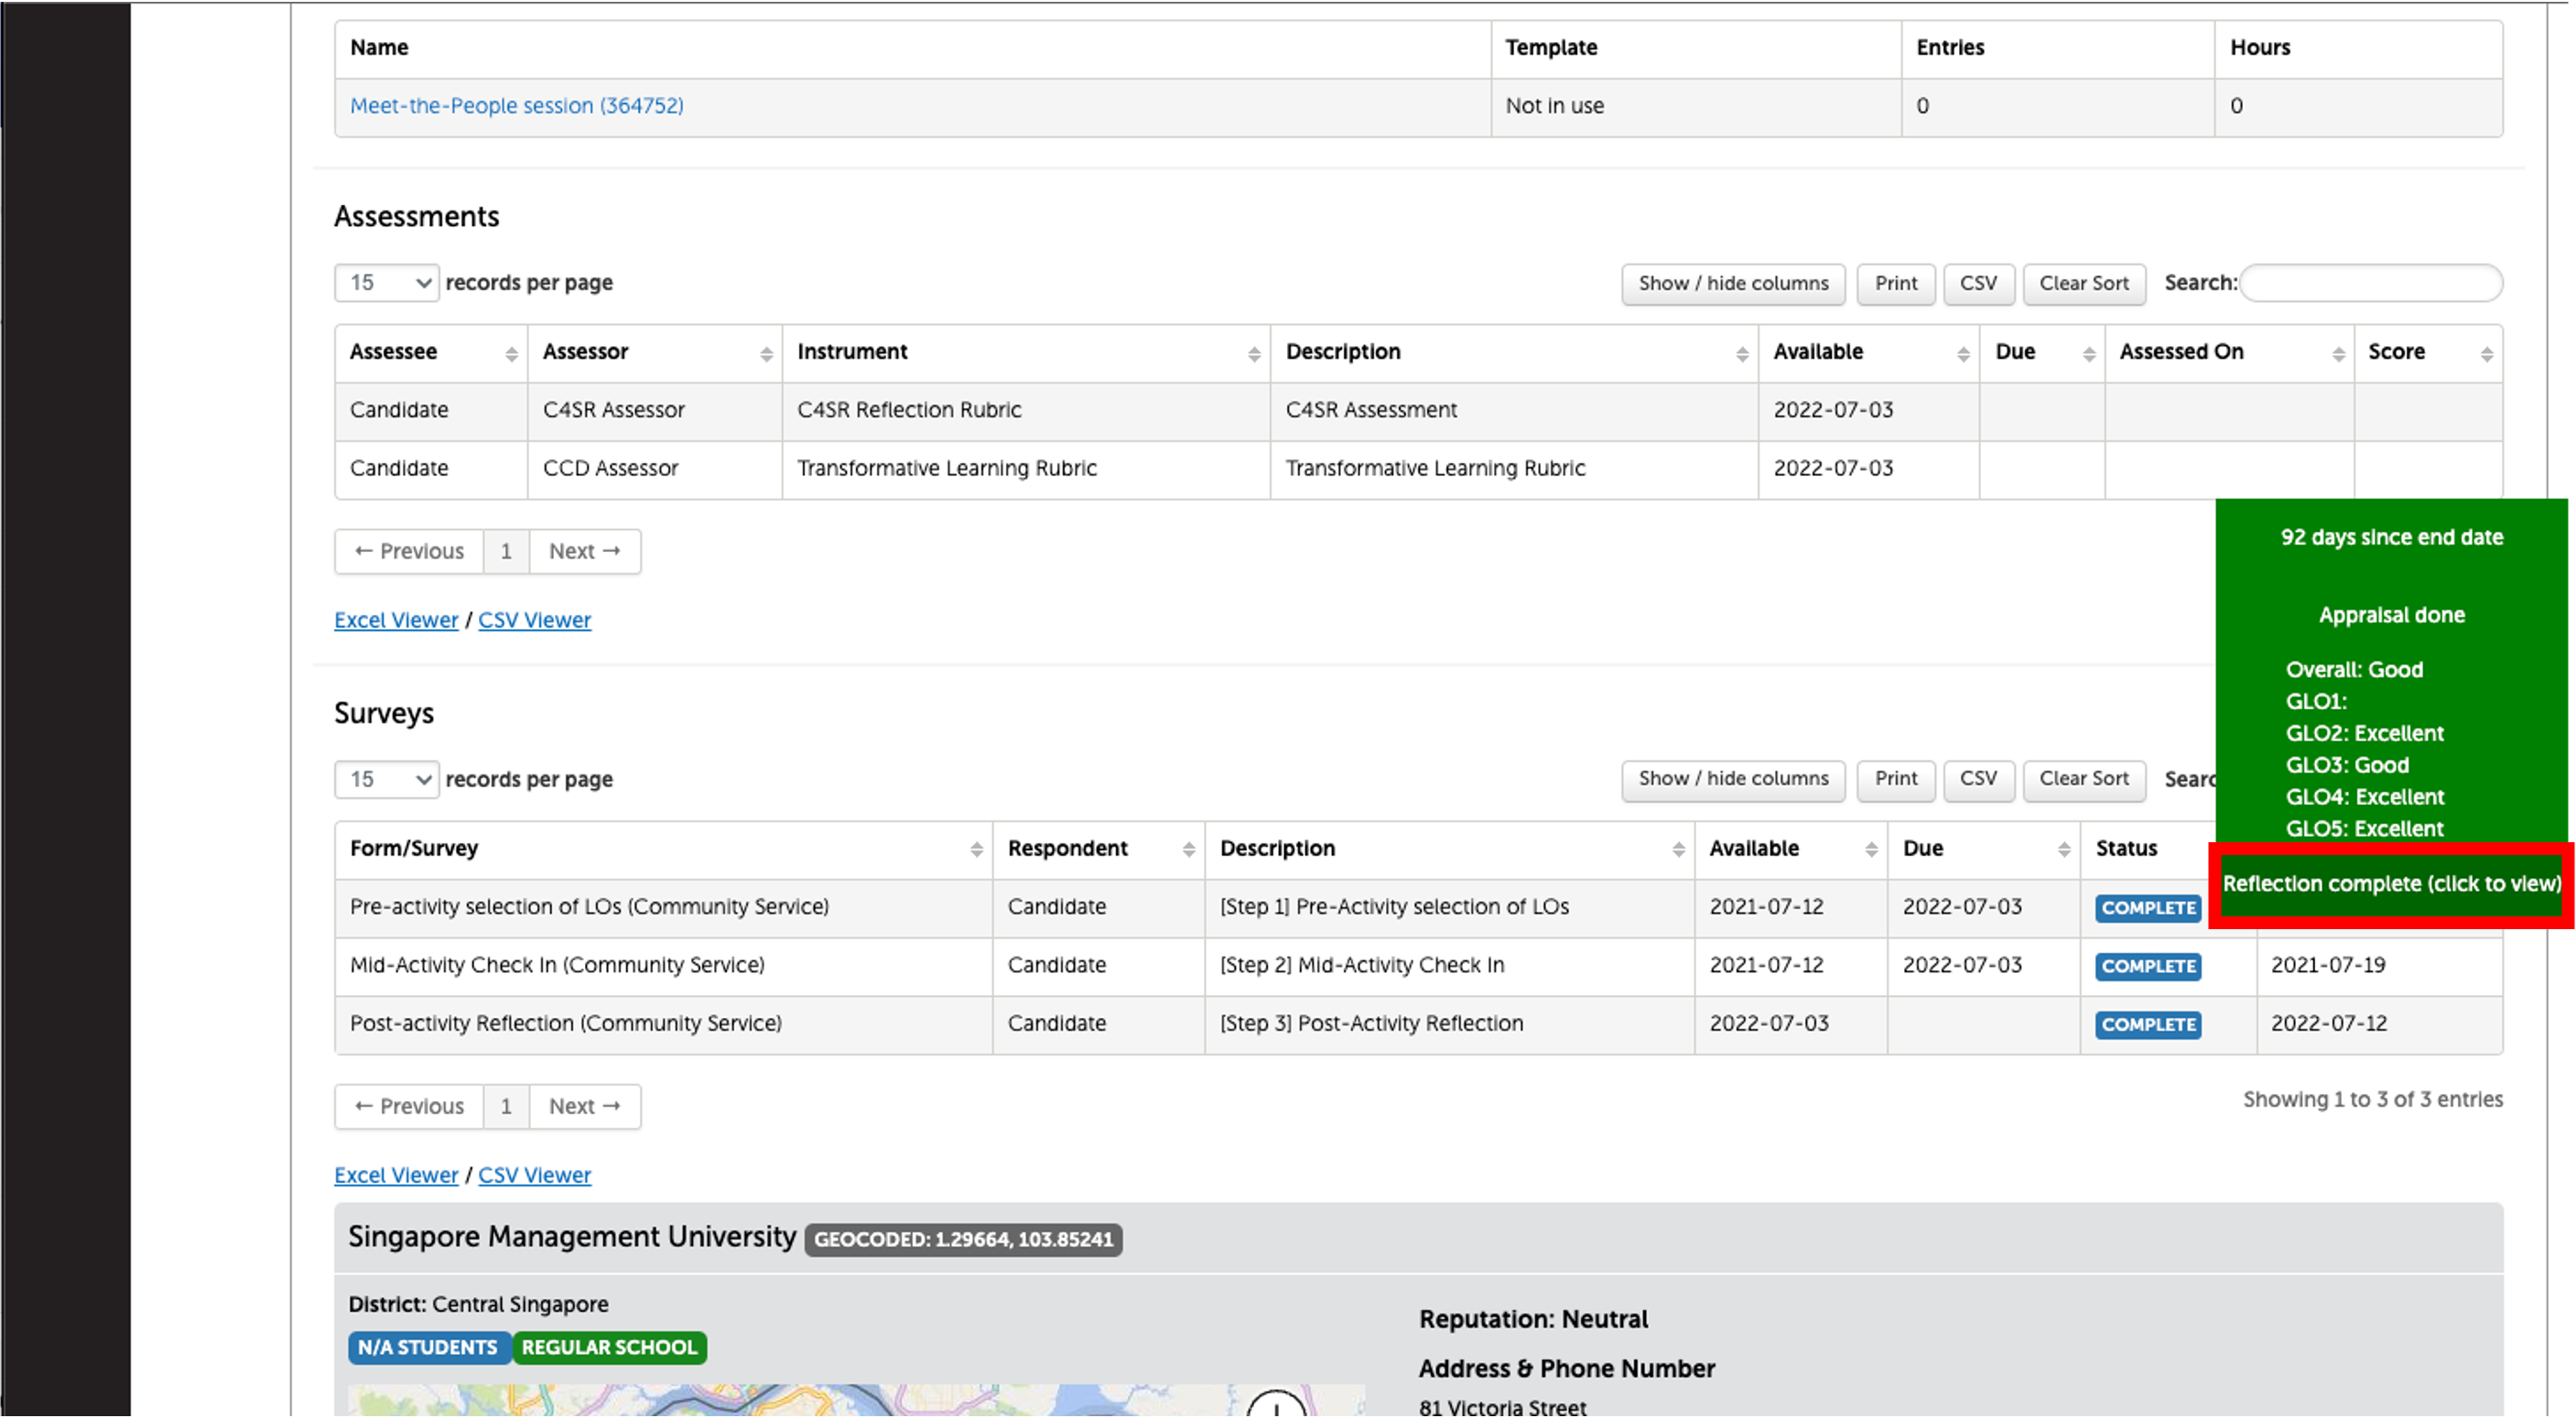 Name Template Entries Hours
Meet-the-People session (364752) Not in use 0 0
Assessments
15 records per page Show / hide columns Print CSV Clear Sort Search:
Assessee Assessor Instrument Description Available Due Assessed On Score
Candidate C4SR Assessor C4SR Reflection Rubric C4SR Assessment 2022-07-03
Candidate CCD Assessor Transformative Learning Rubric Transformative Learning Rubric 2022-07-03
← Previous 1 Next →
Excel Viewer / CSV Viewer
92 days since end date
Appraisal done
Overall: Good
GLO1:
GLO2: Excellent
GLO3: Good
GLO4: Excellent
GLO5: Excellent
Reflection complete (click to view)
Surveys
15 records per page Show / hide columns Print CSV Clear Sort
Form/Survey Respondent Description Available Due Status
Pre-activity selection of LOs (Community Service) Candidate [Step 1] Pre-Activity selection of LOs 2021-07-12 2022-07-03 COMPLETE
Mid-Activity Check In (Community Service) Candidate [Step 2] Mid-Activity Check In 2021-07-12 2022-07-03 COMPLETE 2021-07-19
Post-activity Reflection (Community Service) Candidate [Step 3] Post-Activity Reflection 2022-07-03 COMPLETE 2022-07-12
← Previous 1 Next →
Showing 1 to 3 of 3 entries
Excel Viewer / CSV Viewer
Singapore Management University GEOCODED: 1.29664, 103.85241
District: Central Singapore
N/A STUDENTS REGULAR SCHOOL
Reputation: Neutral
Address & Phone Number
81 Victoria Street